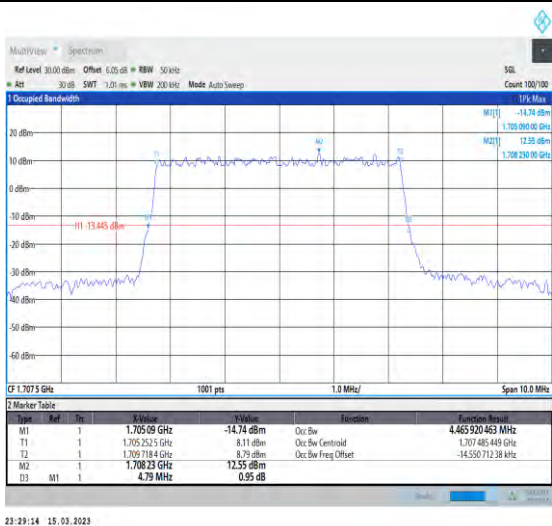 MultiView Spectrum
Ref Level 30.00 dBm Offset 6.05 dB RBW 50 kHz SGL
Att 30 dB SWT 1.01 ms VBW 200 kHz Mode Auto Sweep Count 100/100
1 Occupied Bandwidth 1Pk Max
M1[1] -14.74 dBm
1.705 090 00 GHz
M2[1] 12.55 dBm
1.708 230 00 GHz
20 dBm
M2
T1 T2
10 dBm
0 dBm
-10 dBm
H1 -13.445 dBm
-20 dBm
-30 dBm
-40 dBm
-50 dBm
-60 dBm
CF 1.707 5 GHz 1001 pts 1.0 MHz/ Span 10.0 MHz
2 Marker Table
Type Ref Trc X-Value Y-Value Function Function Result
M1 1 1.705 09 GHz -14.74 dBm Occ Bw 4.465 920 463 MHz
T1 1 1.705 252 5 GHz 8.11 dBm Occ Bw Centroid 1.707 485 449 GHz
T2 1 1.709 718 4 GHz 8.79 dBm Occ Bw Freq Offset -14.550 712 38 kHz
M2 1 1.708 23 GHz 12.55 dBm
D3 M1 1 4.79 MHz 0.95 dB
23:29:14 15.03.2023